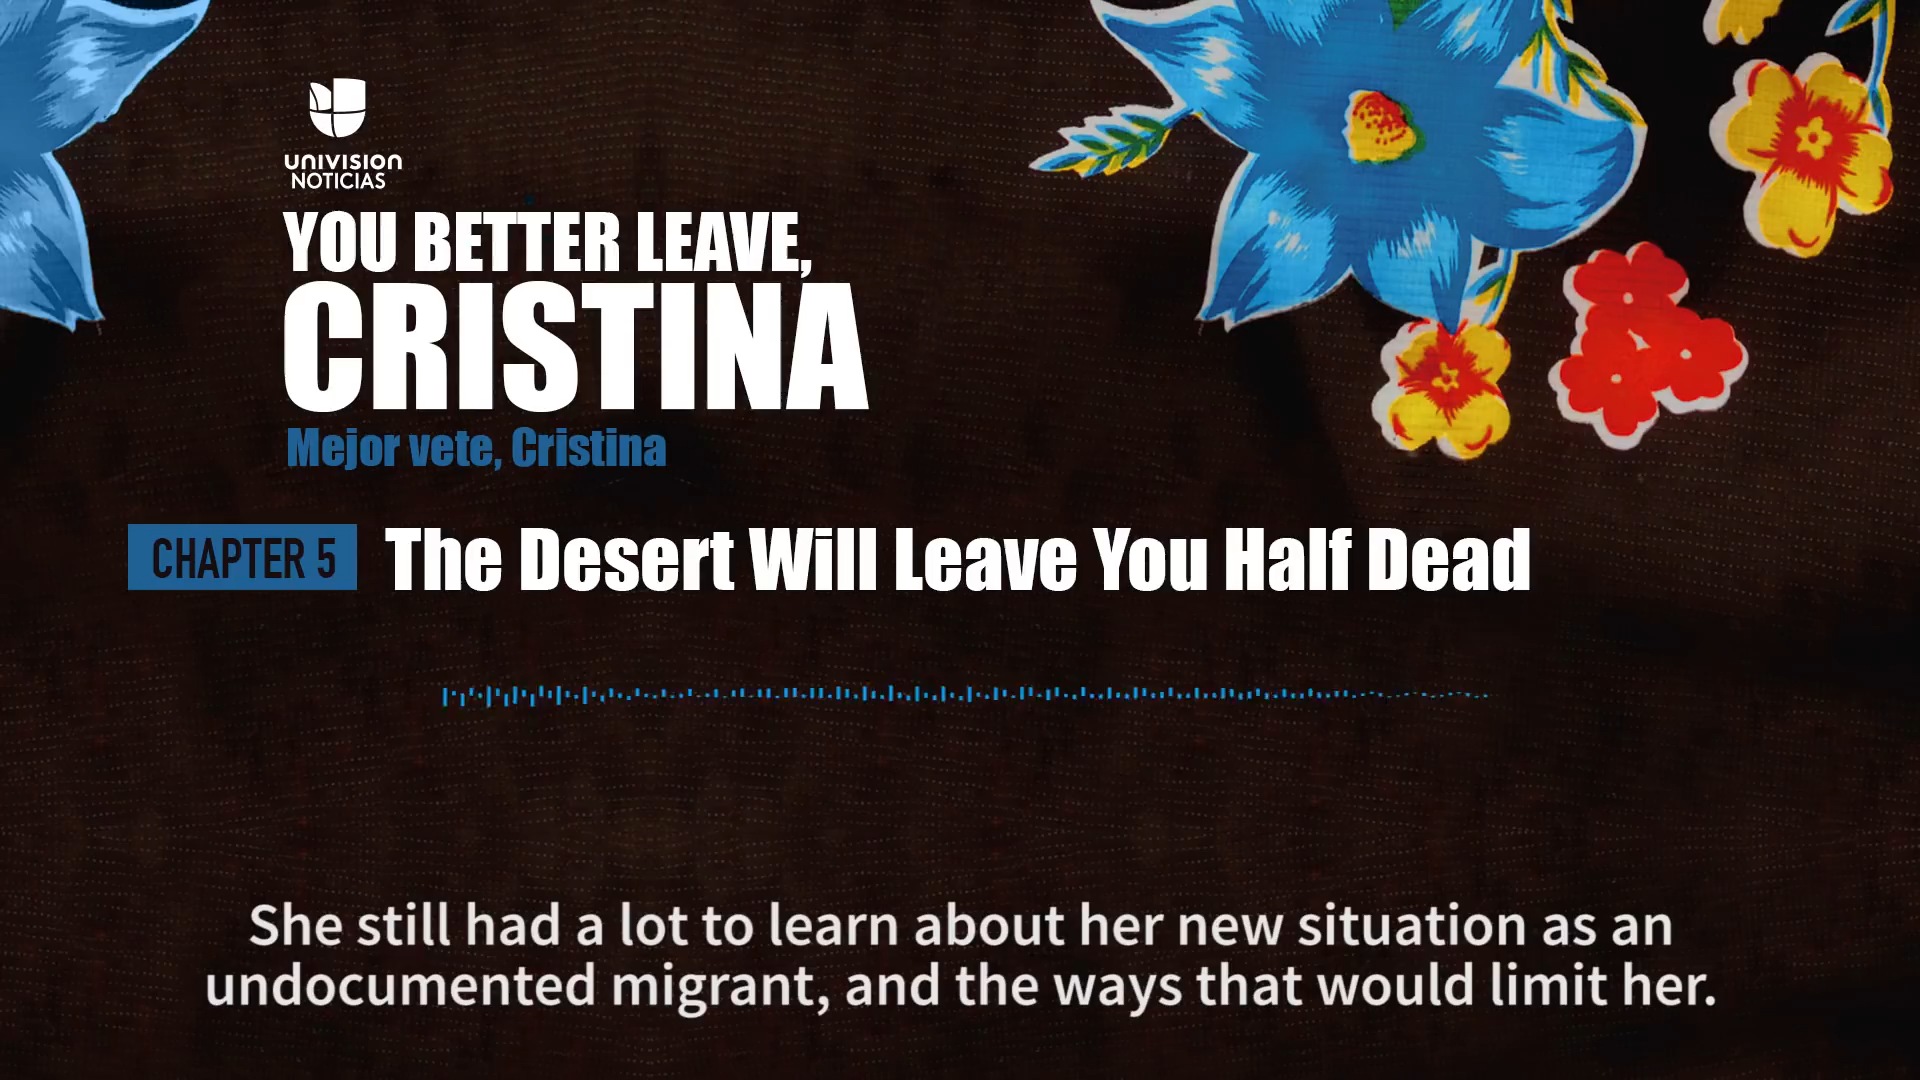 UNIVISION
NOTICIAS
YOU BETTER LEAVE,
CRISTINA
Mejor vete, Cristina
CHAPTER 5
The Desert Will Leave You Half Dead
She still had a lot to learn about her new situation as an
undocumented migrant, and the ways that would limit her.